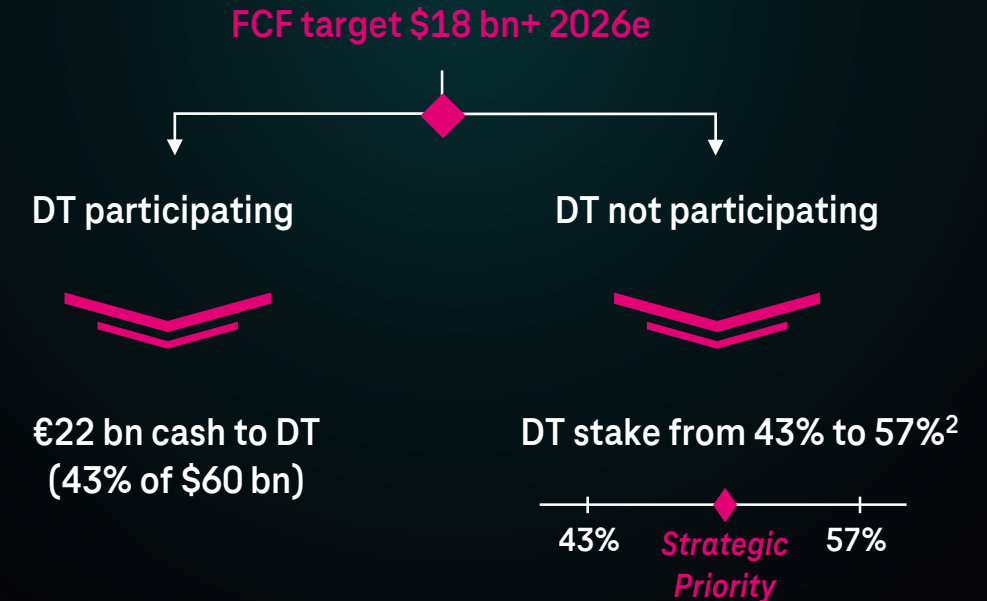 FCF target $18 bn+ 2026e
DT participating
DT not participating
€22 bn cash to DT
(43% of $60 bn)
DT stake from 43% to 57%²
43%
Strategic
Priority
57%